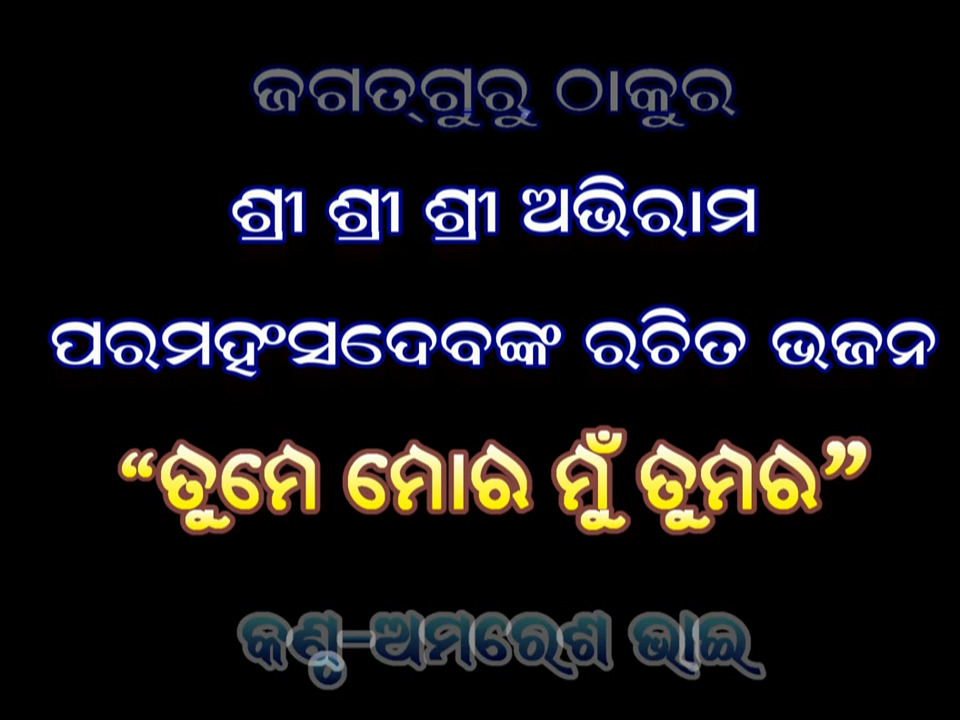 ଜଗତ୍‌ଗୁରୁ ଠାକୁର
ଶ୍ରୀ ଶ୍ରୀ ଶ୍ରୀ ଅଭିରାମ
ପରମହଂସଦେବଙ୍କ ରଚିତ ଭଜନ
“ତୁମେ ମୋର ମୁଁ ତୁମର”
କଣ୍ଠ-ଅମରେଶ ଭାଇ